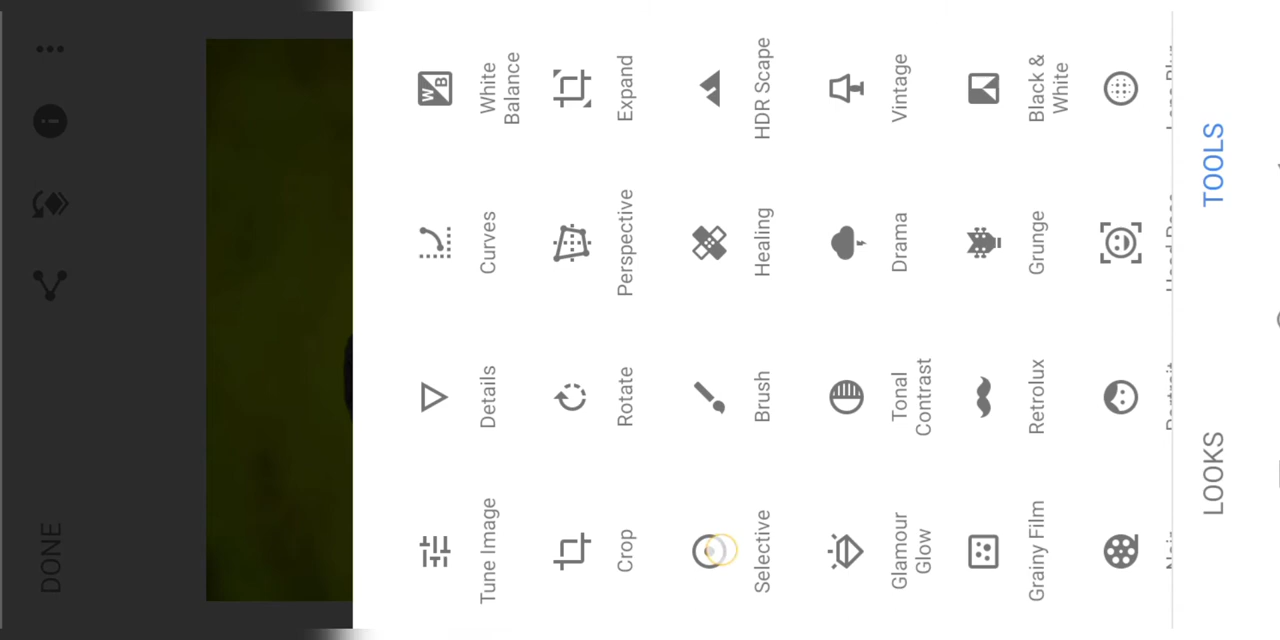 DONE
Tune Image
Details
Curves
White
Balance
Crop
Rotate
Perspective
Expand
Selective
Brush
Healing
HDR Scape
Glamour
Glow
Tonal
Contrast
Drama
Vintage
Grainy Film
Retrolux
Grunge
Black &
White
LOOKS
TOOLS